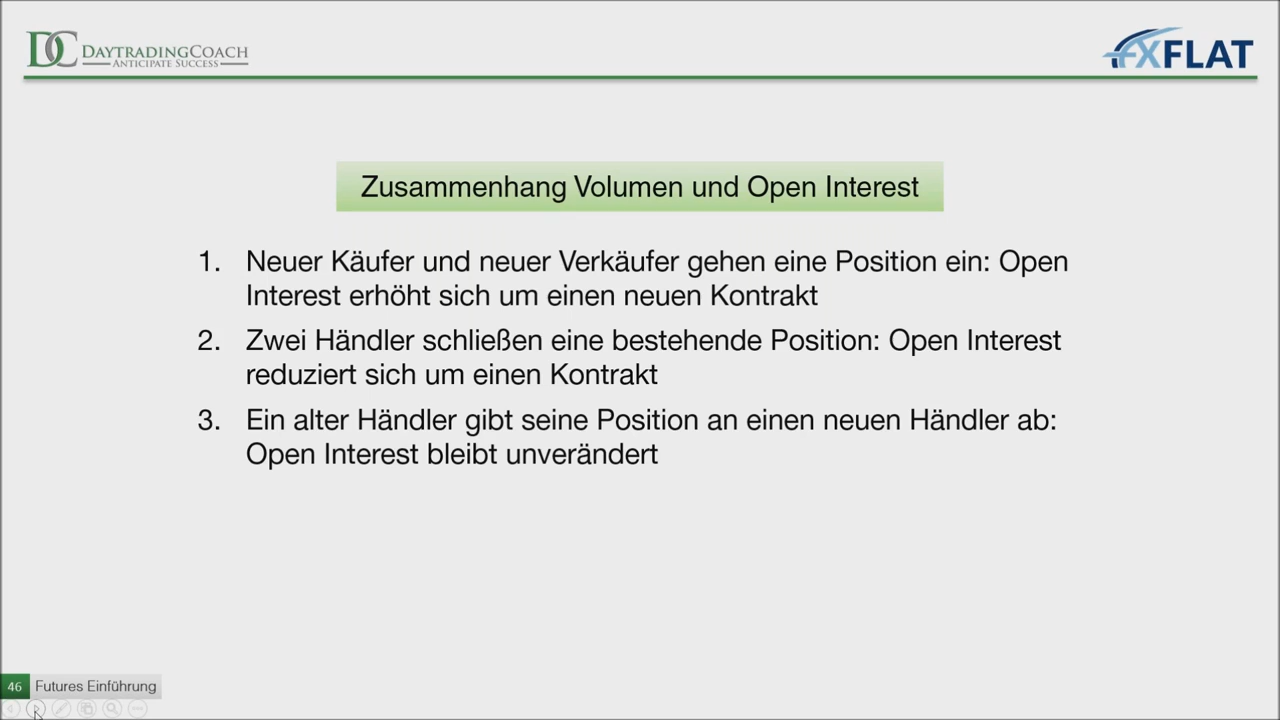 DC DAYTRADINGCOACH
ANTICIPATE SUCCESS
FXFLAT
Zusammenhang Volumen und Open Interest
1. Neuer Käufer und neuer Verkäufer gehen eine Position ein: Open
Interest erhöht sich um einen neuen Kontrakt
2. Zwei Händler schließen eine bestehende Position: Open Interest
reduziert sich um einen Kontrakt
3. Ein alter Händler gibt seine Position an einen neuen Händler ab:
Open Interest bleibt unverändert
46 Futures Einführung